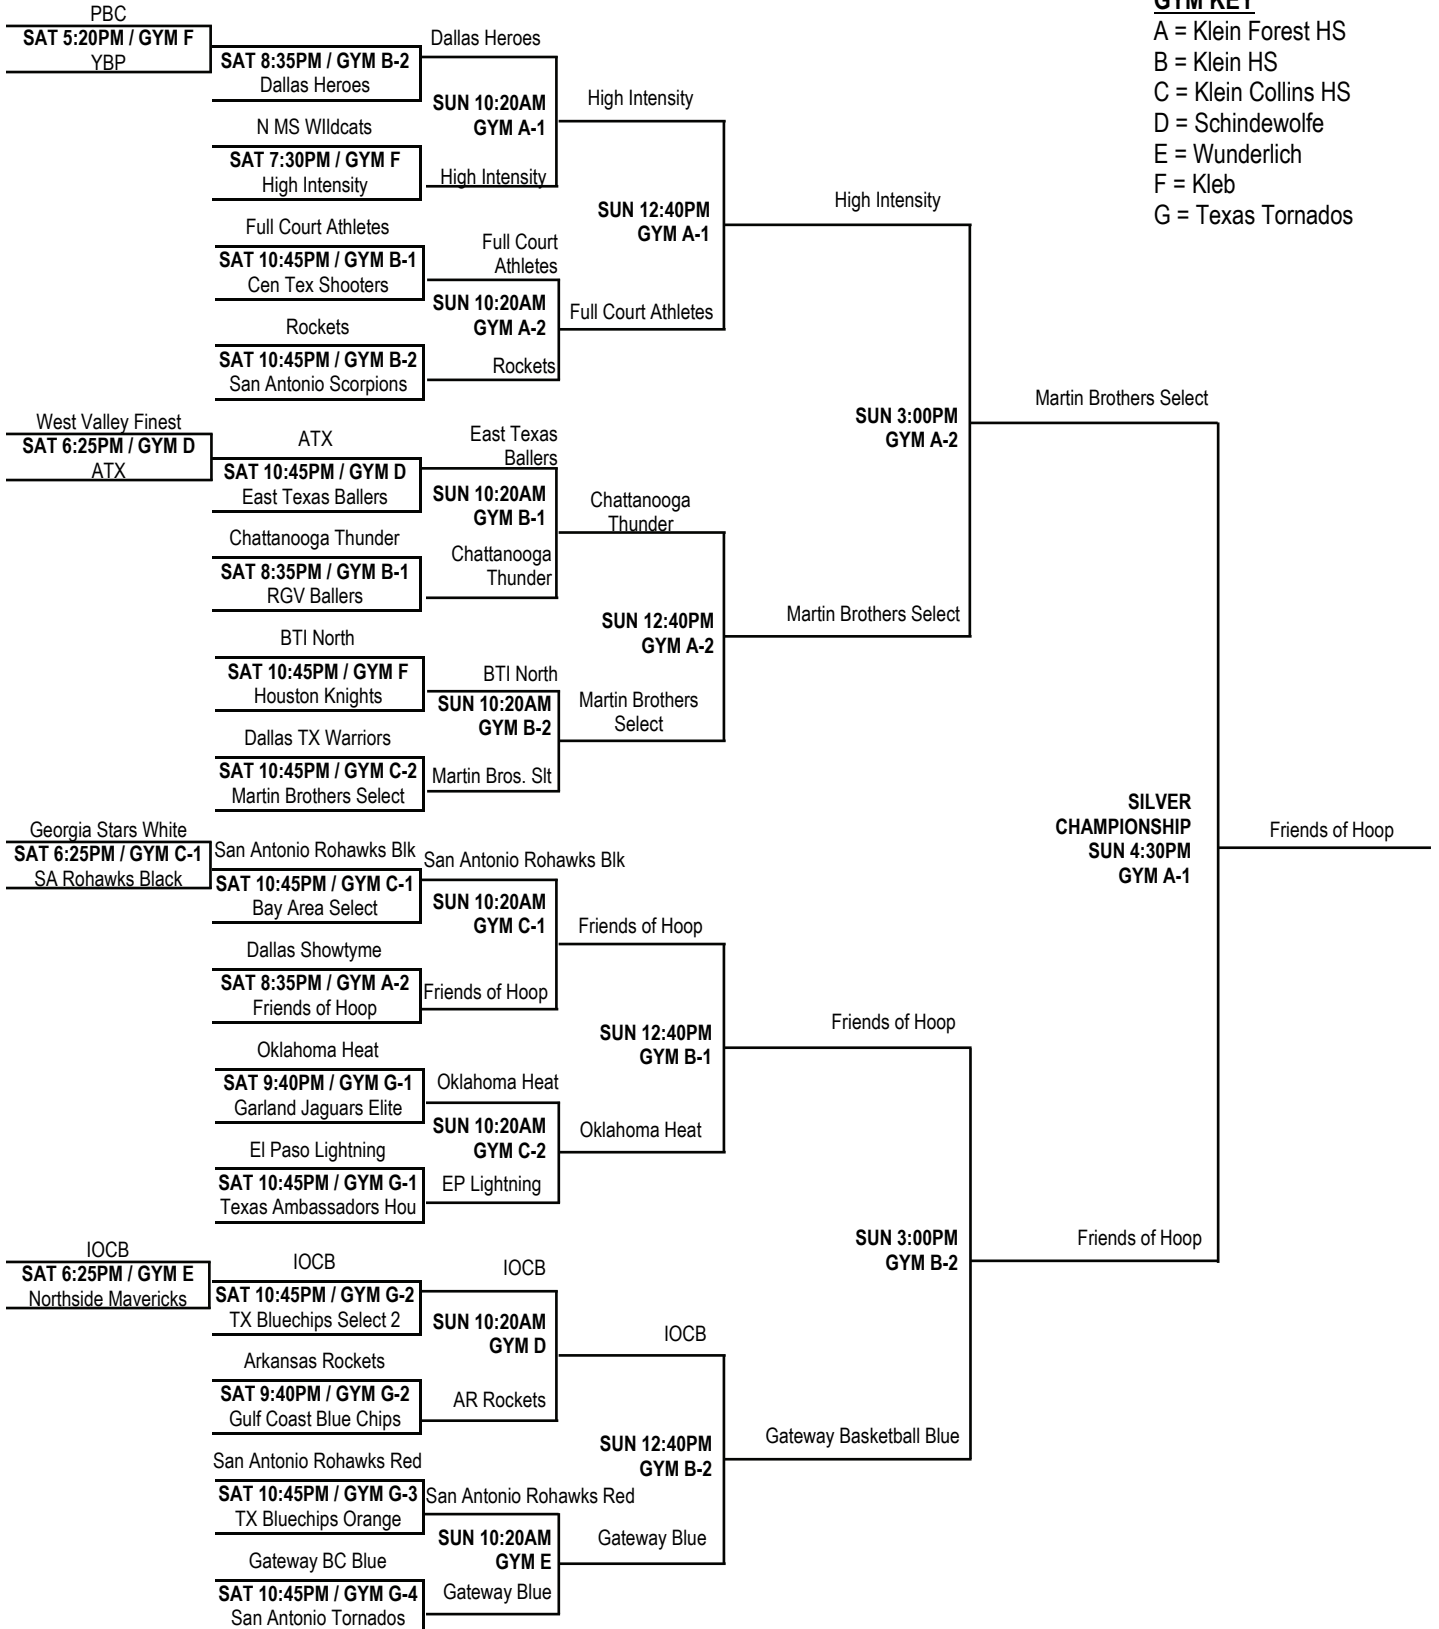 GYM KEY
A = Klein Forest HS
B = Klein HS
C = Klein Collins HS
D = Schindewolfe
E = Wunderlich
F = Kleb
G = Texas Tornados
PBC
SAT 5:20PM / GYM F
YBP
SAT 8:35PM / GYM B-2
Dallas Heroes
N MS WIldcats
SAT 7:30PM / GYM F
High Intensity
Full Court Athletes
SAT 10:45PM / GYM B-1
Cen Tex Shooters
Rockets
SAT 10:45PM / GYM B-2
San Antonio Scorpions
West Valley Finest
SAT 6:25PM / GYM D
ATX
ATX
SAT 10:45PM / GYM D
East Texas Ballers
Chattanooga Thunder
SAT 8:35PM / GYM B-1
RGV Ballers
BTI North
SAT 10:45PM / GYM F
Houston Knights
Dallas TX Warriors
SAT 10:45PM / GYM C-2
Martin Brothers Select
Georgia Stars White
SAT 6:25PM / GYM C-1
SA Rohawks Black
San Antonio Rohawks Blk
SAT 10:45PM / GYM C-1
Bay Area Select
Dallas Showtyme
SAT 8:35PM / GYM A-2
Friends of Hoop
Oklahoma Heat
SAT 9:40PM / GYM G-1
Garland Jaguars Elite
El Paso Lightning
SAT 10:45PM / GYM G-1
Texas Ambassadors Hou
IOCB
SAT 6:25PM / GYM E
Northside Mavericks
IOCB
SAT 10:45PM / GYM G-2
TX Bluechips Select 2
Arkansas Rockets
SAT 9:40PM / GYM G-2
Gulf Coast Blue Chips
San Antonio Rohawks Red
SAT 10:45PM / GYM G-3
TX Bluechips Orange
Gateway BC Blue
SAT 10:45PM / GYM G-4
San Antonio Tornados
Dallas Heroes
SUN 10:20AM
GYM A-1
High Intensity
Full Court
Athletes
SUN 10:20AM
GYM A-2
Rockets
East Texas
Ballers
SUN 10:20AM
GYM B-1
Chattanooga
Thunder
BTI North
SUN 10:20AM
GYM B-2
Martin Bros. Slt
San Antonio Rohawks Blk
SUN 10:20AM
GYM C-1
Friends of Hoop
Oklahoma Heat
SUN 10:20AM
GYM C-2
EP Lightning
IOCB
SUN 10:20AM
GYM D
AR Rockets
San Antonio Rohawks Red
SUN 10:20AM
GYM E
Gateway Blue
High Intensity
SUN 12:40PM
GYM A-1
Full Court Athletes
Chattanooga
Thunder
SUN 12:40PM
GYM A-2
Martin Brothers
Select
Friends of Hoop
SUN 12:40PM
GYM B-1
Oklahoma Heat
IOCB
SUN 12:40PM
GYM B-2
Gateway Blue
High Intensity
SUN 3:00PM
GYM A-2
Martin Brothers Select
Friends of Hoop
SUN 3:00PM
GYM B-2
Gateway Basketball Blue
Martin Brothers Select
SILVER
CHAMPIONSHIP
SUN 4:30PM
GYM A-1
Friends of Hoop
Friends of Hoop